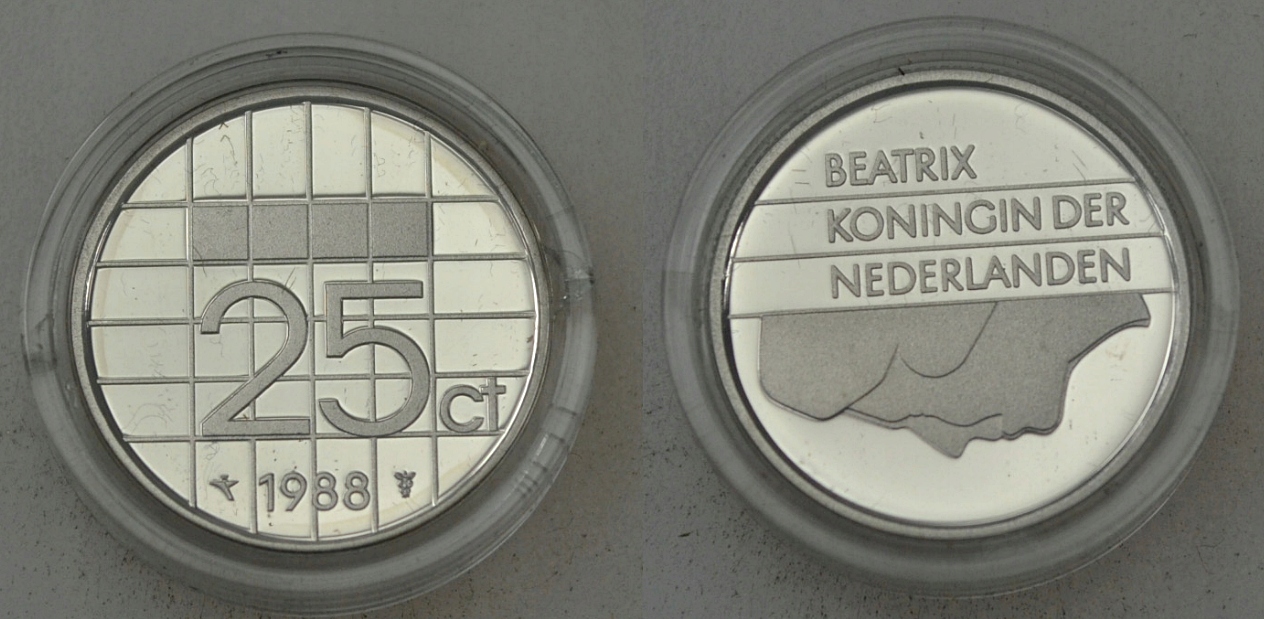 25 ct
1988
BEATRIX
KONINGIN DER
NEDERLANDEN